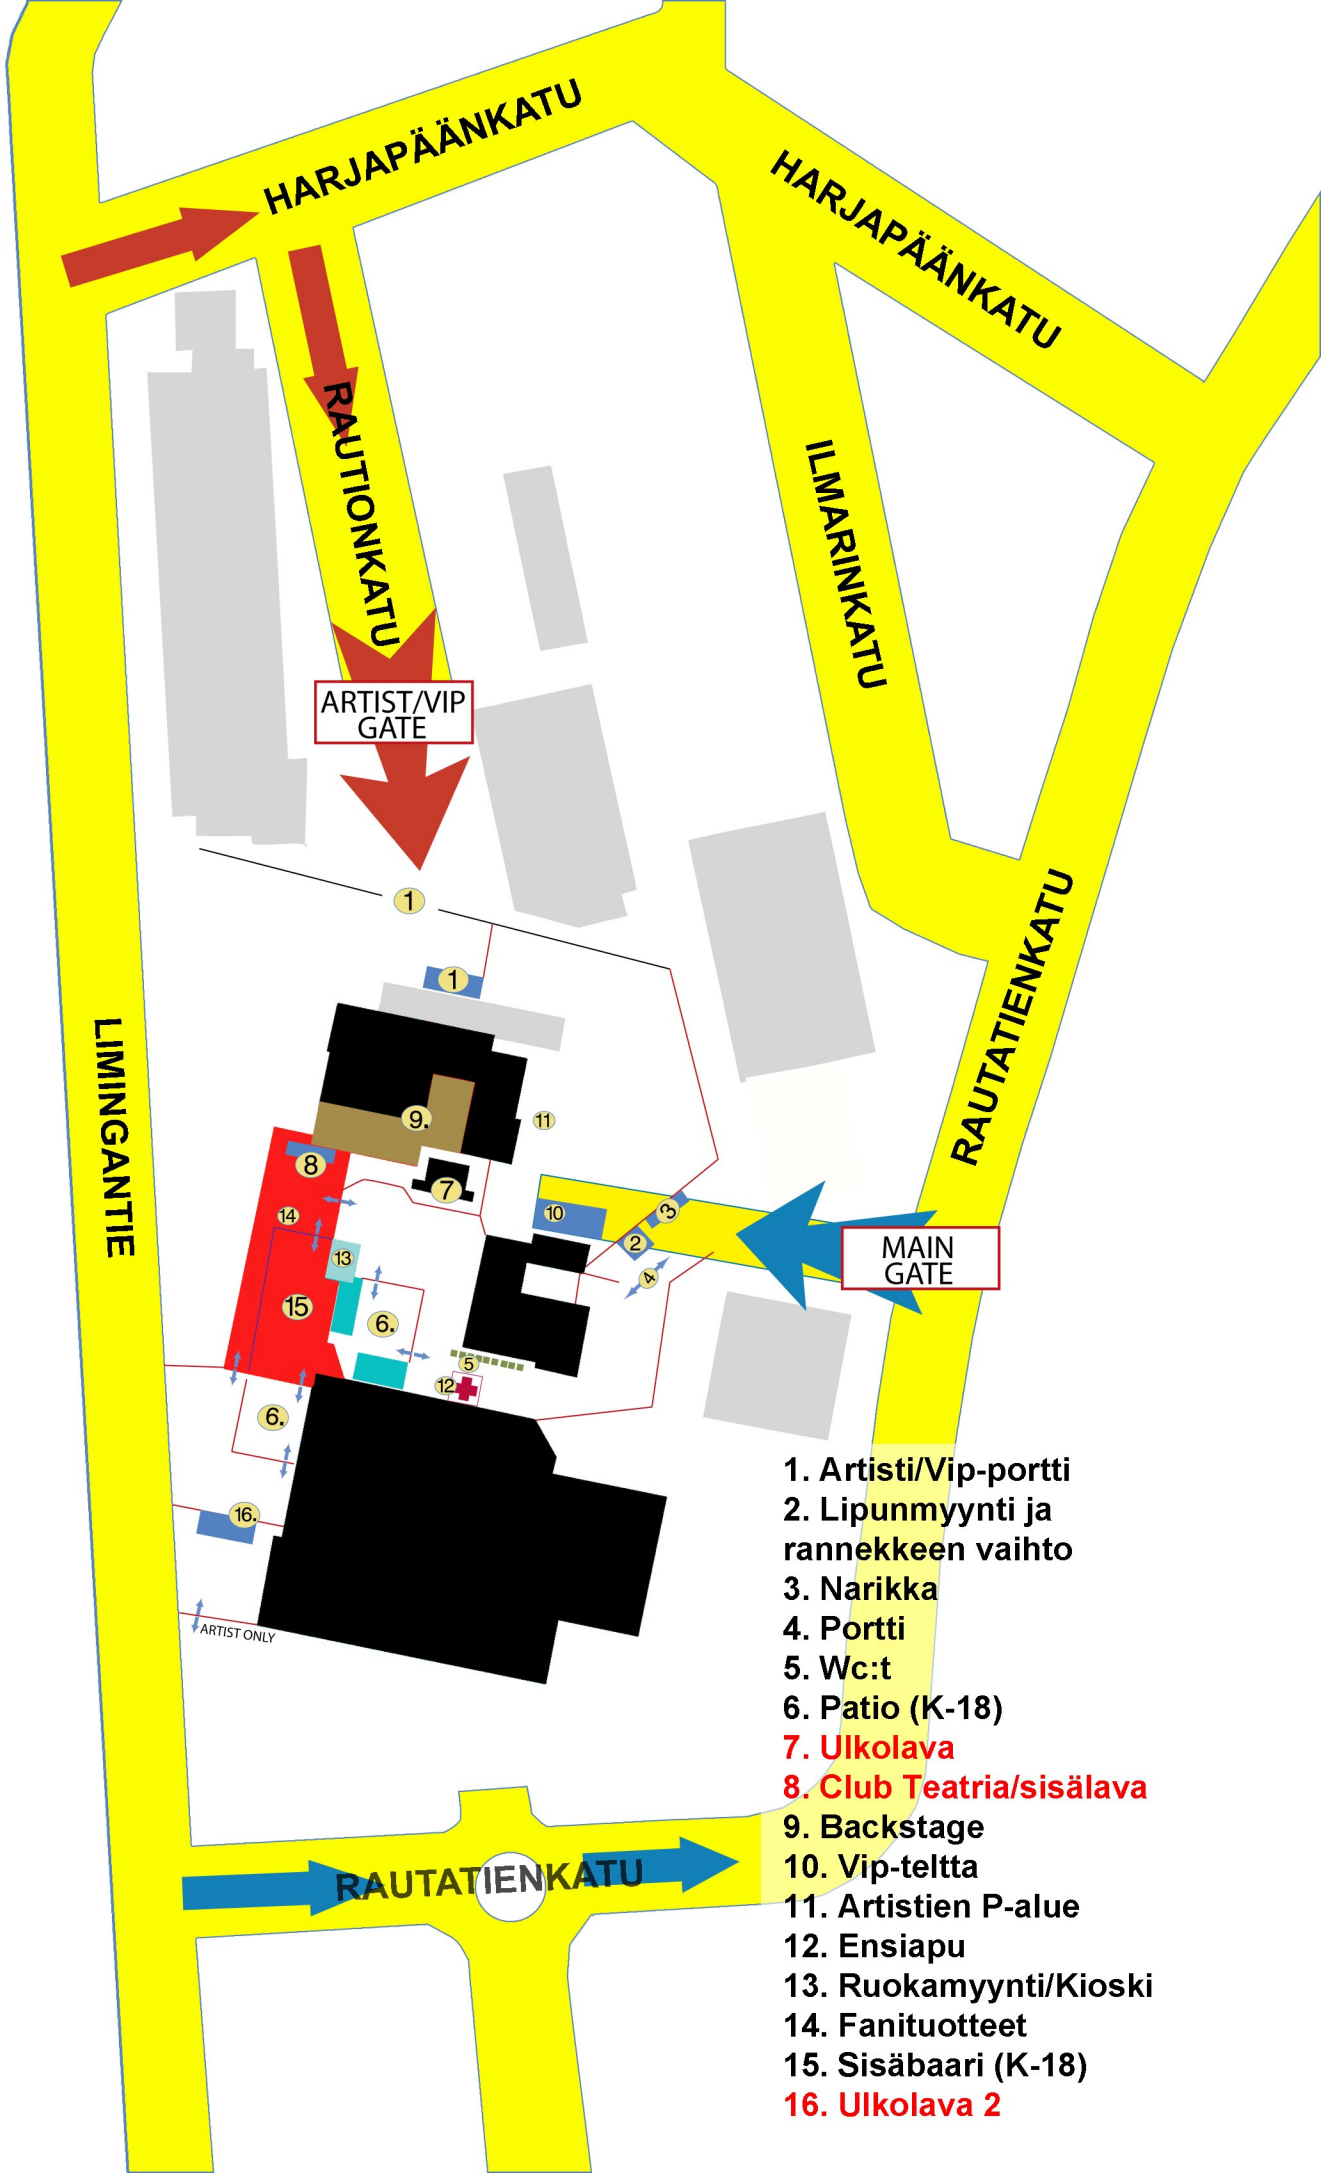 HARJAPÄÄNKATU
HARJAPÄÄNKATU
RAUTIONKATU
ILMARINKATU
ARTIST/VIP
GATE
1
RAUTATIENKATU
1
LIMINGANTIE
9.
11
8
7
14
10
3
2
MAIN
GATE
13
4
15
6.
5
12
6.
16.
ARTIST ONLY
1. Artisti/Vip-portti
2. Lipunmyynti ja
rannekkeen vaihto
3. Narikka
4. Portti
5. Wc:t
6. Patio (K-18)
7. Ulkolava
8. Club Teatria/sisälava
9. Backstage
10. Vip-teltta
11. Artistien P-alue
12. Ensiapu
13. Ruokamyynti/Kioski
14. Fanituotteet
15. Sisäbaari (K-18)
16. Ulkolava 2
RAUTATIENKATU